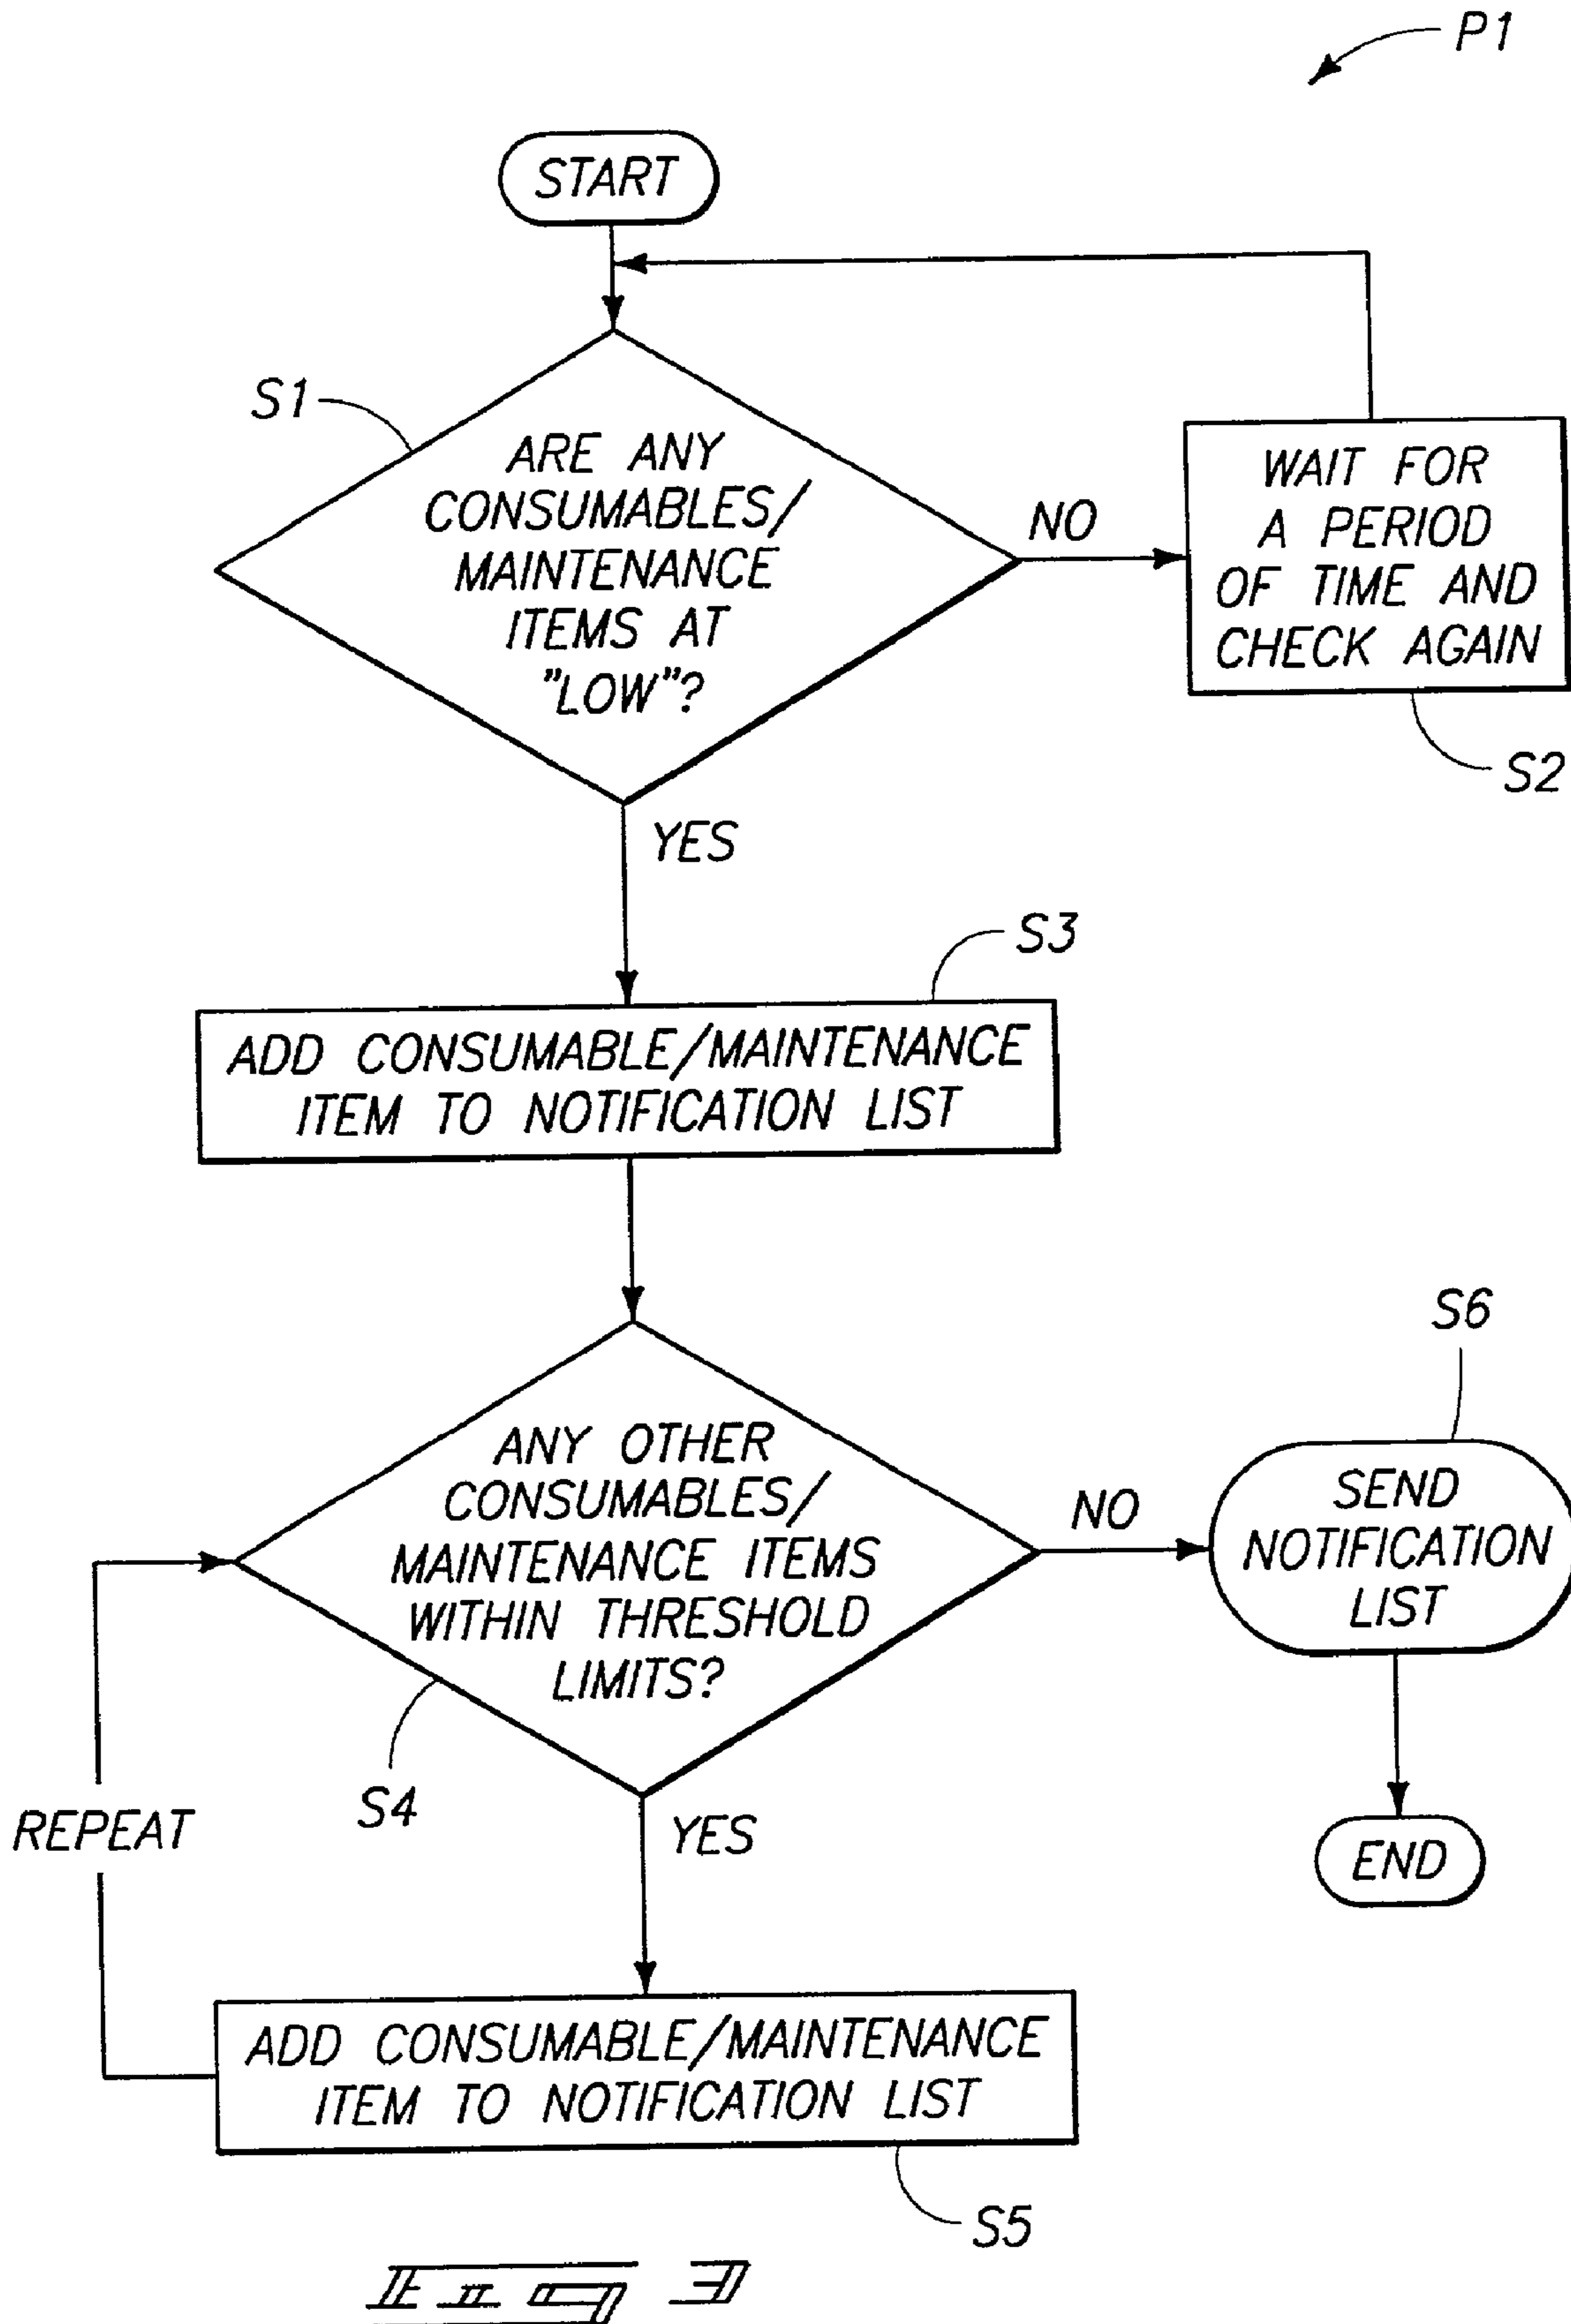 P1
START
S1
ARE ANY
CONSUMABLES/
MAINTENANCE
ITEMS AT
"LOW"?
NO
WAIT FOR
A PERIOD
OF TIME AND
CHECK AGAIN
S2
YES
S3
ADD CONSUMABLE/MAINTENANCE
ITEM TO NOTIFICATION LIST
S6
ANY OTHER
CONSUMABLES/
MAINTENANCE ITEMS
WITHIN THRESHOLD
LIMITS?
NO
SEND
NOTIFICATION
LIST
S4
REPEAT
YES
END
ADD CONSUMABLE/MAINTENANCE
ITEM TO NOTIFICATION LIST
S5
Fig 3